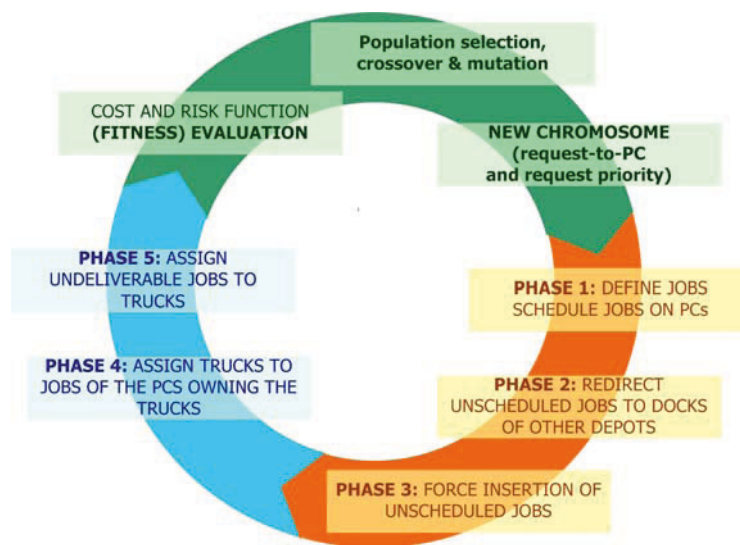 Population selection,
crossover & mutation
COST AND RISK FUNCTION
(FITNESS) EVALUATION
NEW CHROMOSOME
(request-to-PC
and request priority)
PHASE 5: ASSIGN
UNDELIVERABLE JOBS TO
TRUCKS
PHASE 1: DEFINE JOBS
SCHEDULE JOBS ON PCs
PHASE 4: ASSIGN TRUCKS TO
JOBS OF THE PCS OWNING THE
TRUCKS
PHASE 2: REDIRECT
UNSCHEDULED JOBS TO DOCKS
OF OTHER DEPOTS
PHASE 3: FORCE INSERTION OF
UNSCHEDULED JOBS